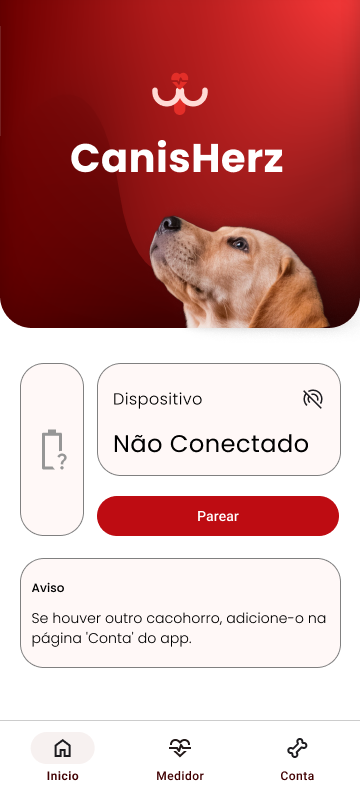 CanisHerz
Dispositivo
Não Conectado
?
Parear
Aviso
Se houver outro cacohorro, adicione-o na
página 'Conta' do app.
Inicio
Medidor
Conta